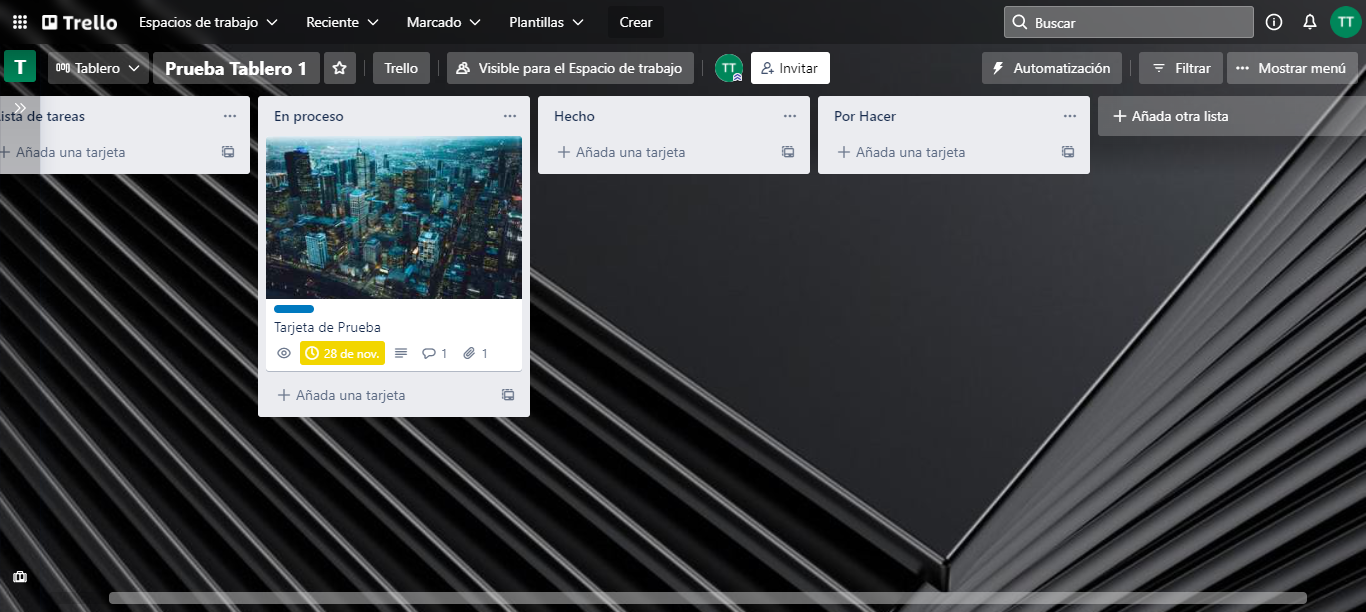 Trello Espacios de trabajo Reciente Marcado Plantillas Crear Buscar TT
T Tablero Prueba Tablero 1 Trello Visible para el Espacio de trabajo TT Invitar Automatización Filtrar Mostrar menú
ista de tareas
Añada una tarjeta
En proceso
Tarjeta de Prueba
28 de nov. 1 1
Añada una tarjeta
Hecho
Añada una tarjeta
Por Hacer
Añada una tarjeta
Añada otra lista